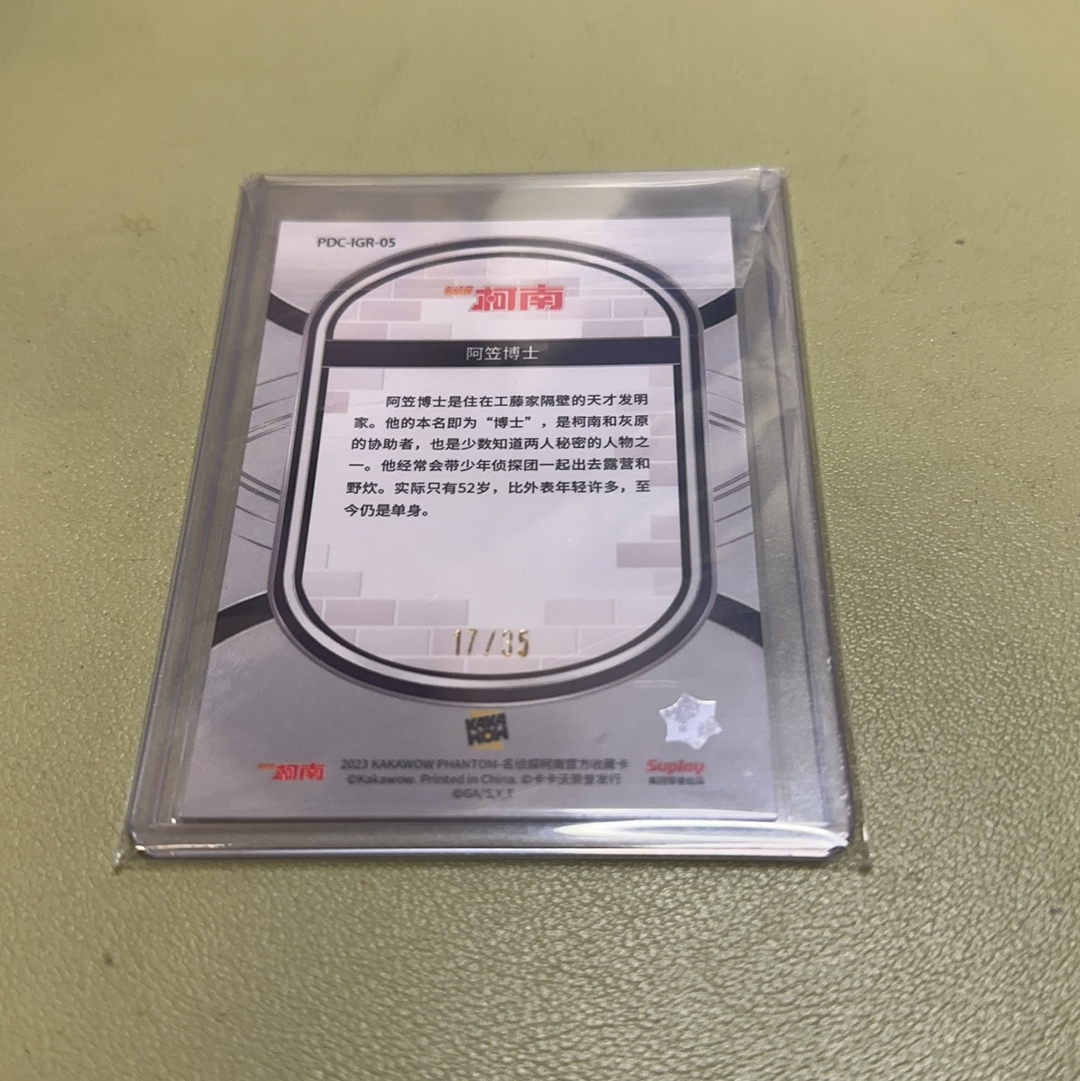 PDC-IGR-05
名侦探柯南
阿笠博士
阿笠博士是住在工藤家隔壁的天才发明
家。他的本名即为“博士”，是柯南和灰原
的协助者，也是少数知道两人秘密的人物之
一。他经常会带少年侦探团一起出去露营和
野炊。实际只有52岁，比外表年轻许多，至
今仍是单身。
17/35
KAKA
WOW
柯南
2023 KAKAWOW PHANTOM-名侦探柯南官方收藏卡
©Kakawow. Printed in China. ©卡卡沃荣誉发行
©GA/S,Y,T
Suplay